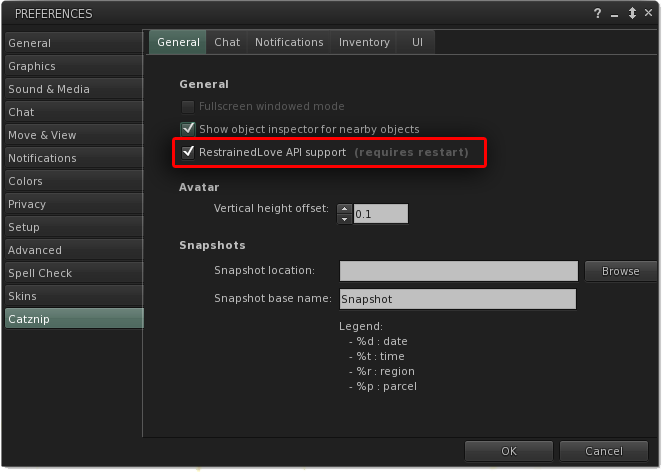 PREFERENCES
?
General
Graphics
Sound & Media
Chat
Move & View
Notifications
Colors
Privacy
Setup
Advanced
Spell Check
Skins
Catznip
General Chat Notifications Inventory UI
General
Fullscreen windowed mode
Show object inspector for nearby objects
RestrainedLove API support (requires restart)
Avatar
Vertical height offset: 0.1
Snapshots
Snapshot location: Browse
Snapshot base name: Snapshot
Legend:
- %d : date
- %t : time
- %r : region
- %p : parcel
OK Cancel